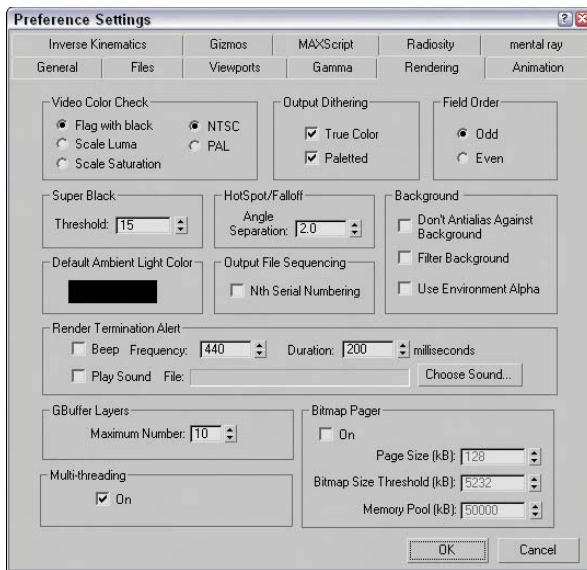 Preference Settings
Inverse Kinematics Gizmos MAXScript Radiosity mental ray
General Files Viewports Gamma Rendering Animation
Video Color Check
Flag with black
Scale Luma
Scale Saturation
NTSC
PAL
Output Dithering
True Color
Paletted
Field Order
Odd
Even
Super Black
Threshold: 15
HotSpot/Falloff
Angle
Separation: 2.0
Background
Don't Antialias Against
Background
Filter Background
Use Environment Alpha
Default Ambient Light Color
Output File Sequencing
Nth Serial Numbering
Render Termination Alert
Beep Frequency: 440 Duration: 200 milliseconds
Play Sound File: Choose Sound...
GBuffer Layers
Maximum Number: 10
Multi-threading
On
Bitmap Pager
On
Page Size (kB): 128
Bitmap Size Threshold (kB): 5232
Memory Pool (kB): 50000
OK Cancel